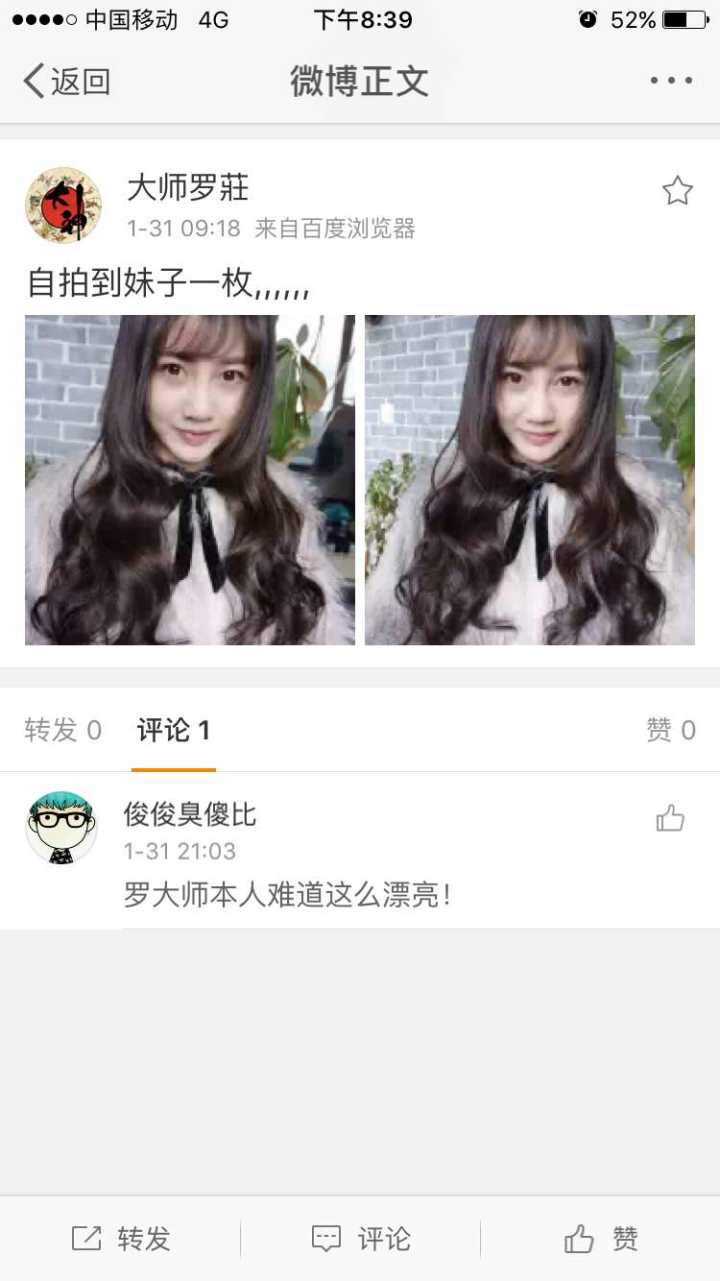 中国移动 4G 下午8:39 52%
返回 微博正文
大神
大师罗莊
1-31 09:18 来自百度浏览器
自拍到妹子一枚,,,,,,
转发 0 评论 1 赞 0
俊俊臭傻比
1-31 21:03
罗大师本人难道这么漂亮！
转发 评论 赞